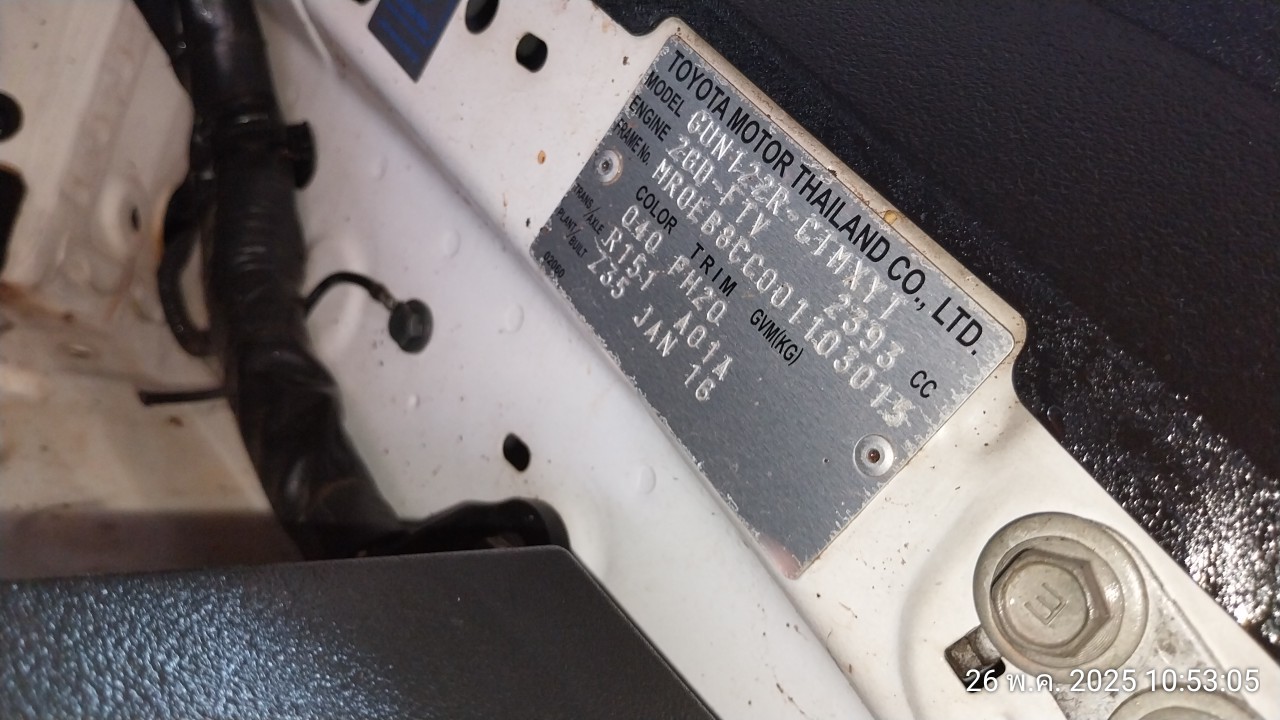 TOYOTA MOTOR THAILAND CO., LTD.
MODEL GUN122R-CTMXYT
ENGINE 2GD-FTV 2393 CC
FRAME No. MR0EB8CC001103013
COLOR TRIM GVM(KG)
040 FH20
TRANS./AXLE R151 A01A
PLANT/BUILT Z35 JAN 16
02060
E
26 พ.ค. 2025 10:53:05